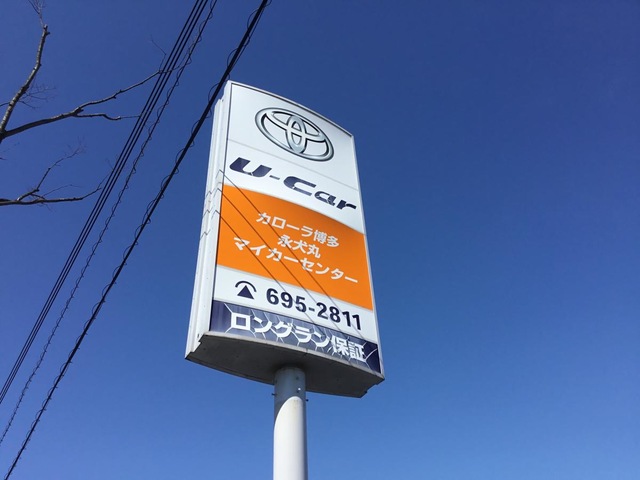 U-Car
カローラ博多
永犬丸
マイカーセンター
☎ 695-2811
ロングラン保証